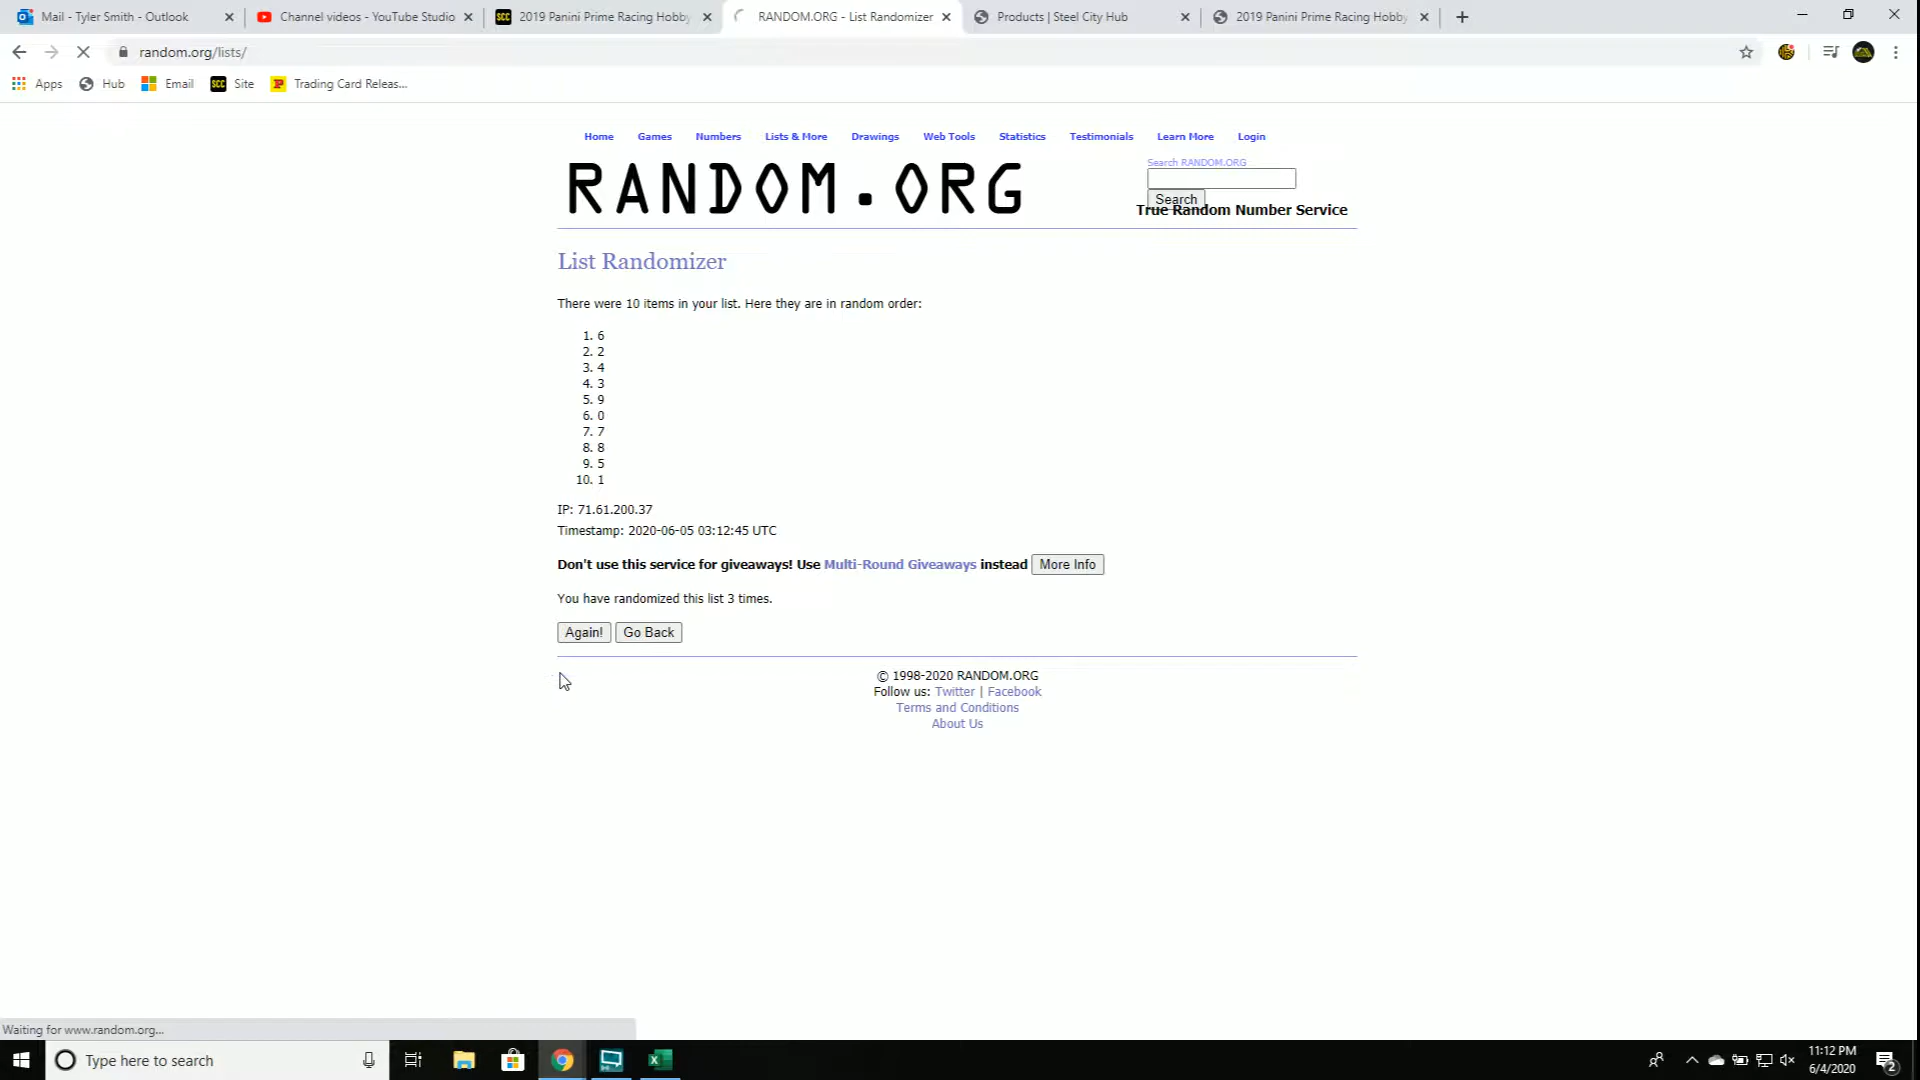 Mail - Tyler Smith - Outlook
Channel videos - YouTube Studio
SCC 2019 Panini Prime Racing Hobby
RANDOM.ORG - List Randomizer
Products | Steel City Hub
2019 Panini Prime Racing Hobby
random.org/lists/
Apps
Hub
Email
SCC Site
Trading Card Releas...
Home Games Numbers Lists & More Drawings Web Tools Statistics Testimonials Learn More Login
RANDOM.ORG
Search RANDOM.ORG
Search
True Random Number Service
List Randomizer
There were 10 items in your list. Here they are in random order:
1. 6
2. 2
3. 4
4. 3
5. 9
6. 0
7. 7
8. 8
9. 5
10. 1
IP: 71.61.200.37
Timestamp: 2020-06-05 03:12:45 UTC
Don't use this service for giveaways! Use Multi-Round Giveaways instead More Info
You have randomized this list 3 times.
Again! Go Back
© 1998-2020 RANDOM.ORG
Follow us: Twitter | Facebook
Terms and Conditions
About Us
Waiting for www.random.org...
Type here to search
11:12 PM
6/4/2020
2